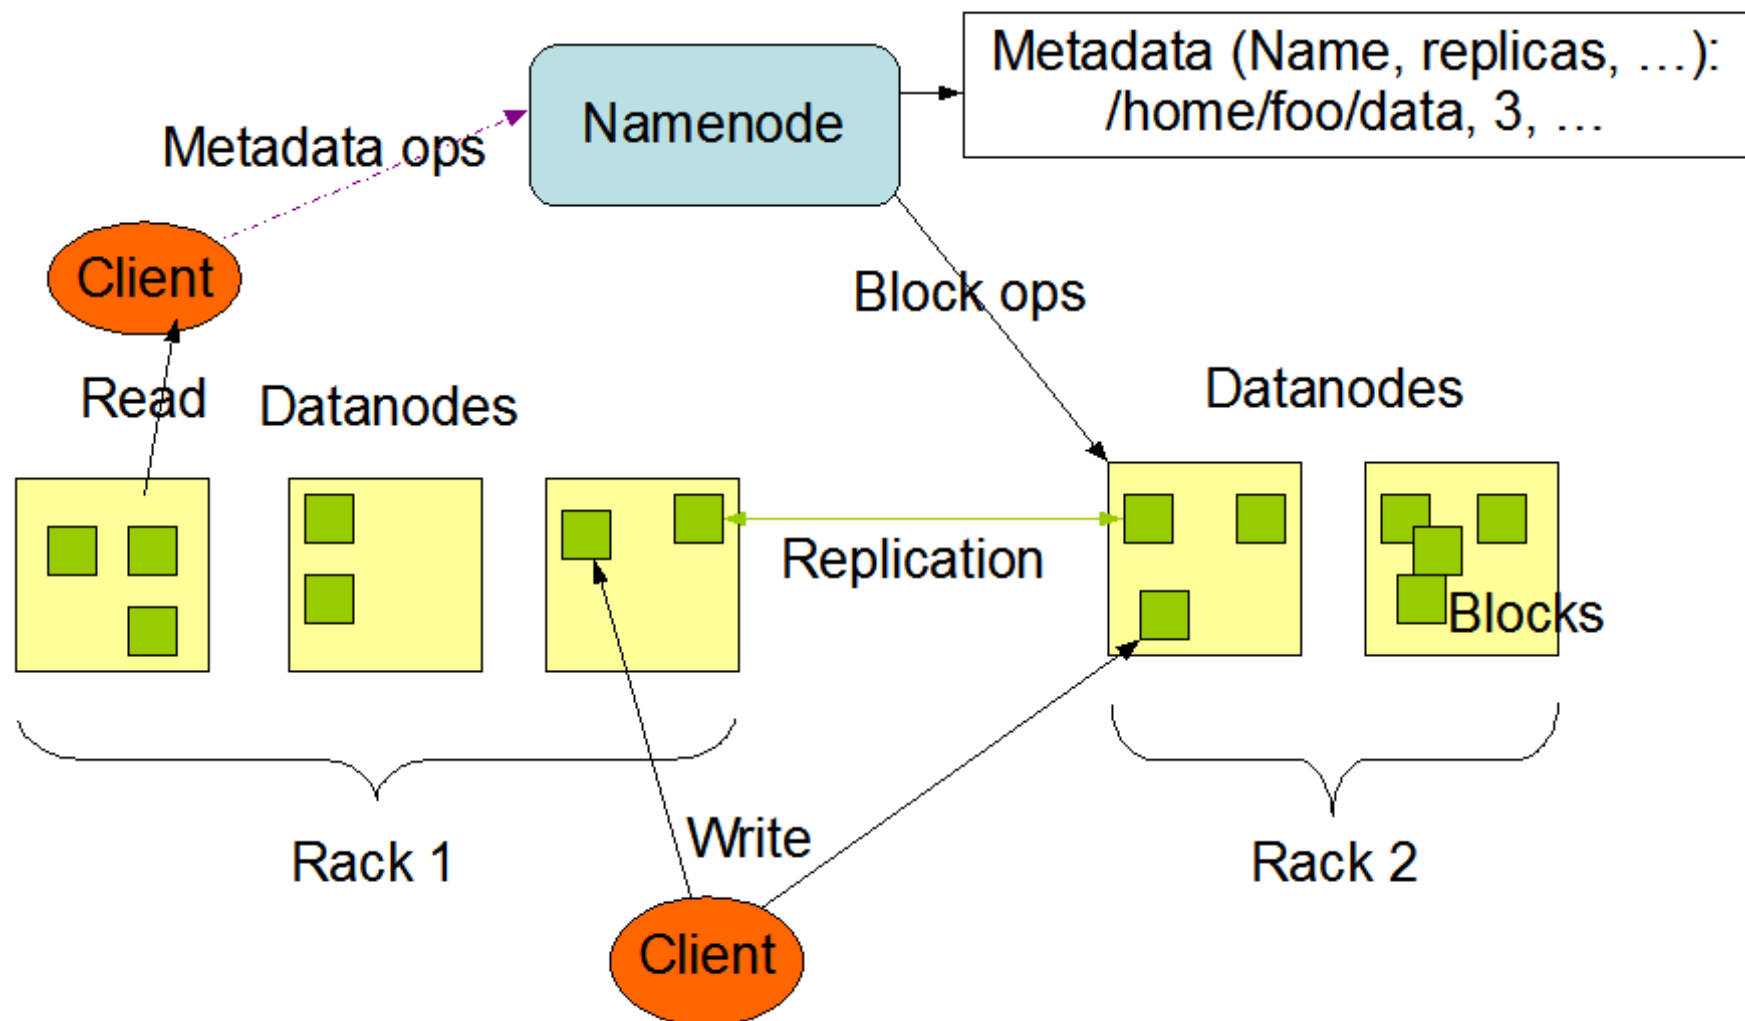 Metadata (Name, replicas, …):
/home/foo/data, 3, …
Namenode
Metadata ops
Client
Block ops
Read
Datanodes
Datanodes
Replication
Blocks
Rack 1
Write
Rack 2
Client